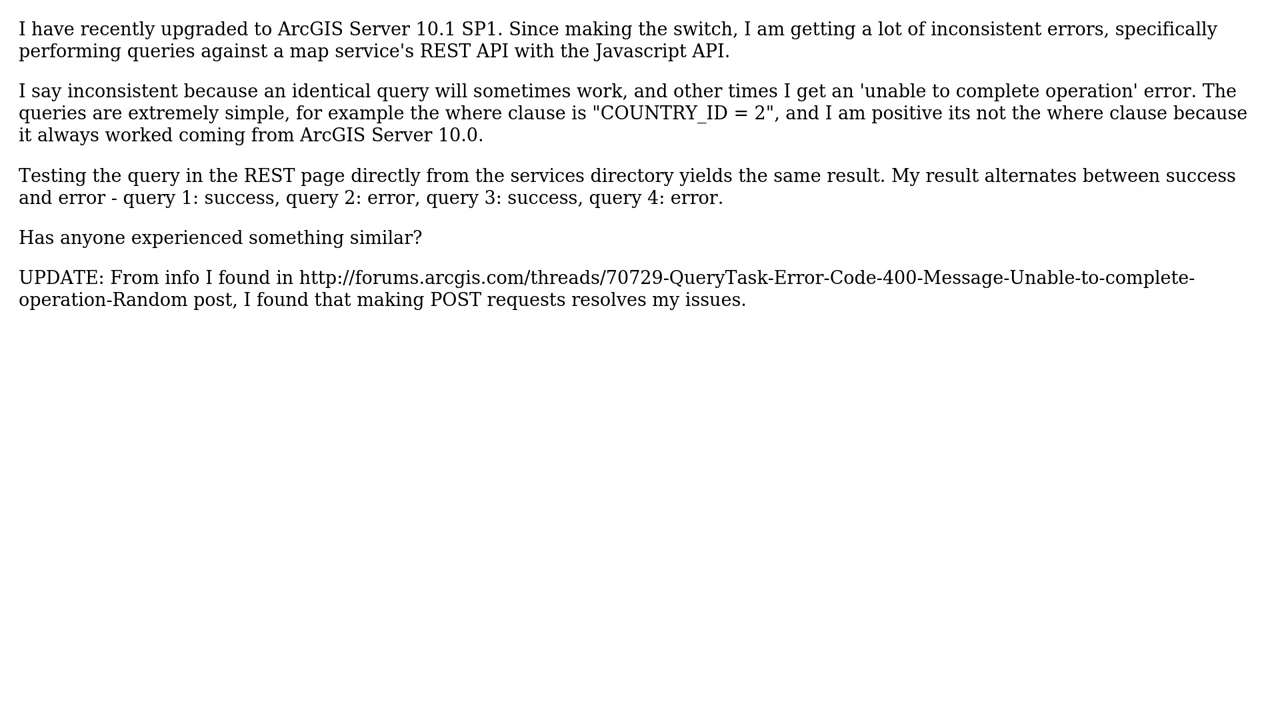 I have recently upgraded to ArcGIS Server 10.1 SP1. Since making the switch, I am getting a lot of inconsistent errors, specifically
performing queries against a map service's REST API with the Javascript API.
I say inconsistent because an identical query will sometimes work, and other times I get an 'unable to complete operation' error. The
queries are extremely simple, for example the where clause is "COUNTRY_ID = 2", and I am positive its not the where clause because
it always worked coming from ArcGIS Server 10.0.
Testing the query in the REST page directly from the services directory yields the same result. My result alternates between success
and error - query 1: success, query 2: error, query 3: success, query 4: error.
Has anyone experienced something similar?
UPDATE: From info I found in http://forums.arcgis.com/threads/70729-QueryTask-Error-Code-400-Message-Unable-to-complete-
operation-Random post, I found that making POST requests resolves my issues.